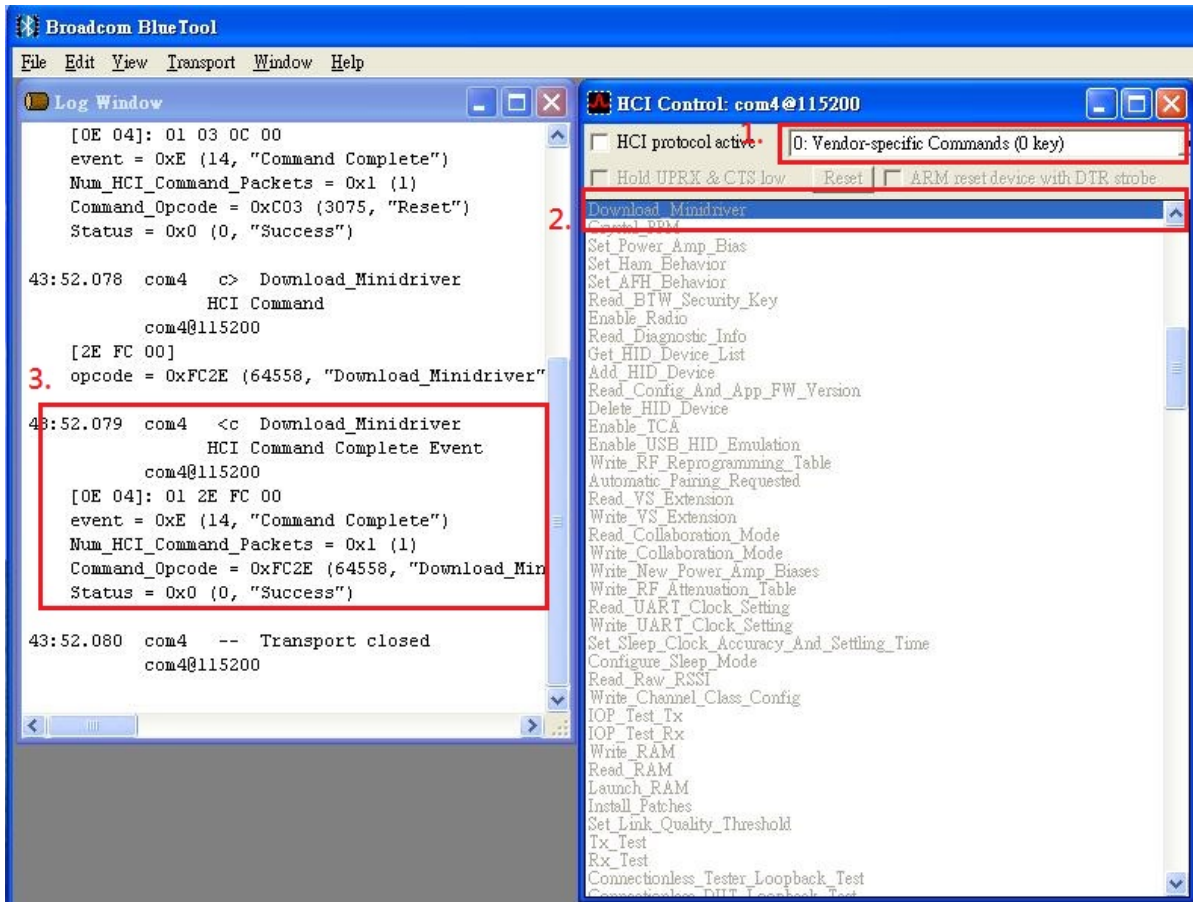 Broadcom BlueTool
File Edit View Transport Window Help
Log Window
[0E 04]: 01 03 0C 00
event = 0xE (14, "Command Complete")
Num_HCI_Command_Packets = 0x1 (1)
Command_Opcode = 0xC03 (3075, "Reset")
Status = 0x0 (0, "Success")
43:52.078 com4 c> Download_Minidriver
HCI Command
com4@115200
[2E FC 00]
3. opcode = 0xFC2E (64558, "Download_Minidriver"
43:52.079 com4 <c Download_Minidriver
HCI Command Complete Event
com4@115200
[0E 04]: 01 2E FC 00
event = 0xE (14, "Command Complete")
Num_HCI_Command_Packets = 0x1 (1)
Command_Opcode = 0xFC2E (64558, "Download_Min
Status = 0x0 (0, "Success")
43:52.080 com4 -- Transport closed
com4@115200
HCI Control: com4@115200
HCI protocol active 1. 0: Vendor-specific Commands (0 key)
Hold UPRX & CTS low Reset ARM reset device with DTR strobe
2. Download_Minidriver
Crystal_PPM
Set_Power_Amp_Bias
Set_Ham_Behavior
Set_AFH_Behavior
Read_BTW_Security_Key
Enable_Radio
Read_Diagnostic_Info
Get_HID_Device_List
Add_HID_Device
Read_Config_And_App_FW_Version
Delete_HID_Device
Enable_TCA
Enable_USB_HID_Emulation
Write_RF_Reprogramming_Table
Automatic_Pairing_Requested
Read_VS_Extension
Write_VS_Extension
Read_Collaboration_Mode
Write_Collaboration_Mode
Write_New_Power_Amp_Biases
Write_RF_Attenuation_Table
Read_UART_Clock_Setting
Write_UART_Clock_Setting
Set_Sleep_Clock_Accuracy_And_Settling_Time
Configure_Sleep_Mode
Read_Raw_RSSI
Write_Channel_Class_Config
IOP_Test_Tx
IOP_Test_Rx
Write_RAM
Read_RAM
Launch_RAM
Install_Patches
Set_Link_Quality_Threshold
Tx_Test
Rx_Test
Connectionless_Tester_Loopback_Test
Connectionless_DUT_Loopback_Test